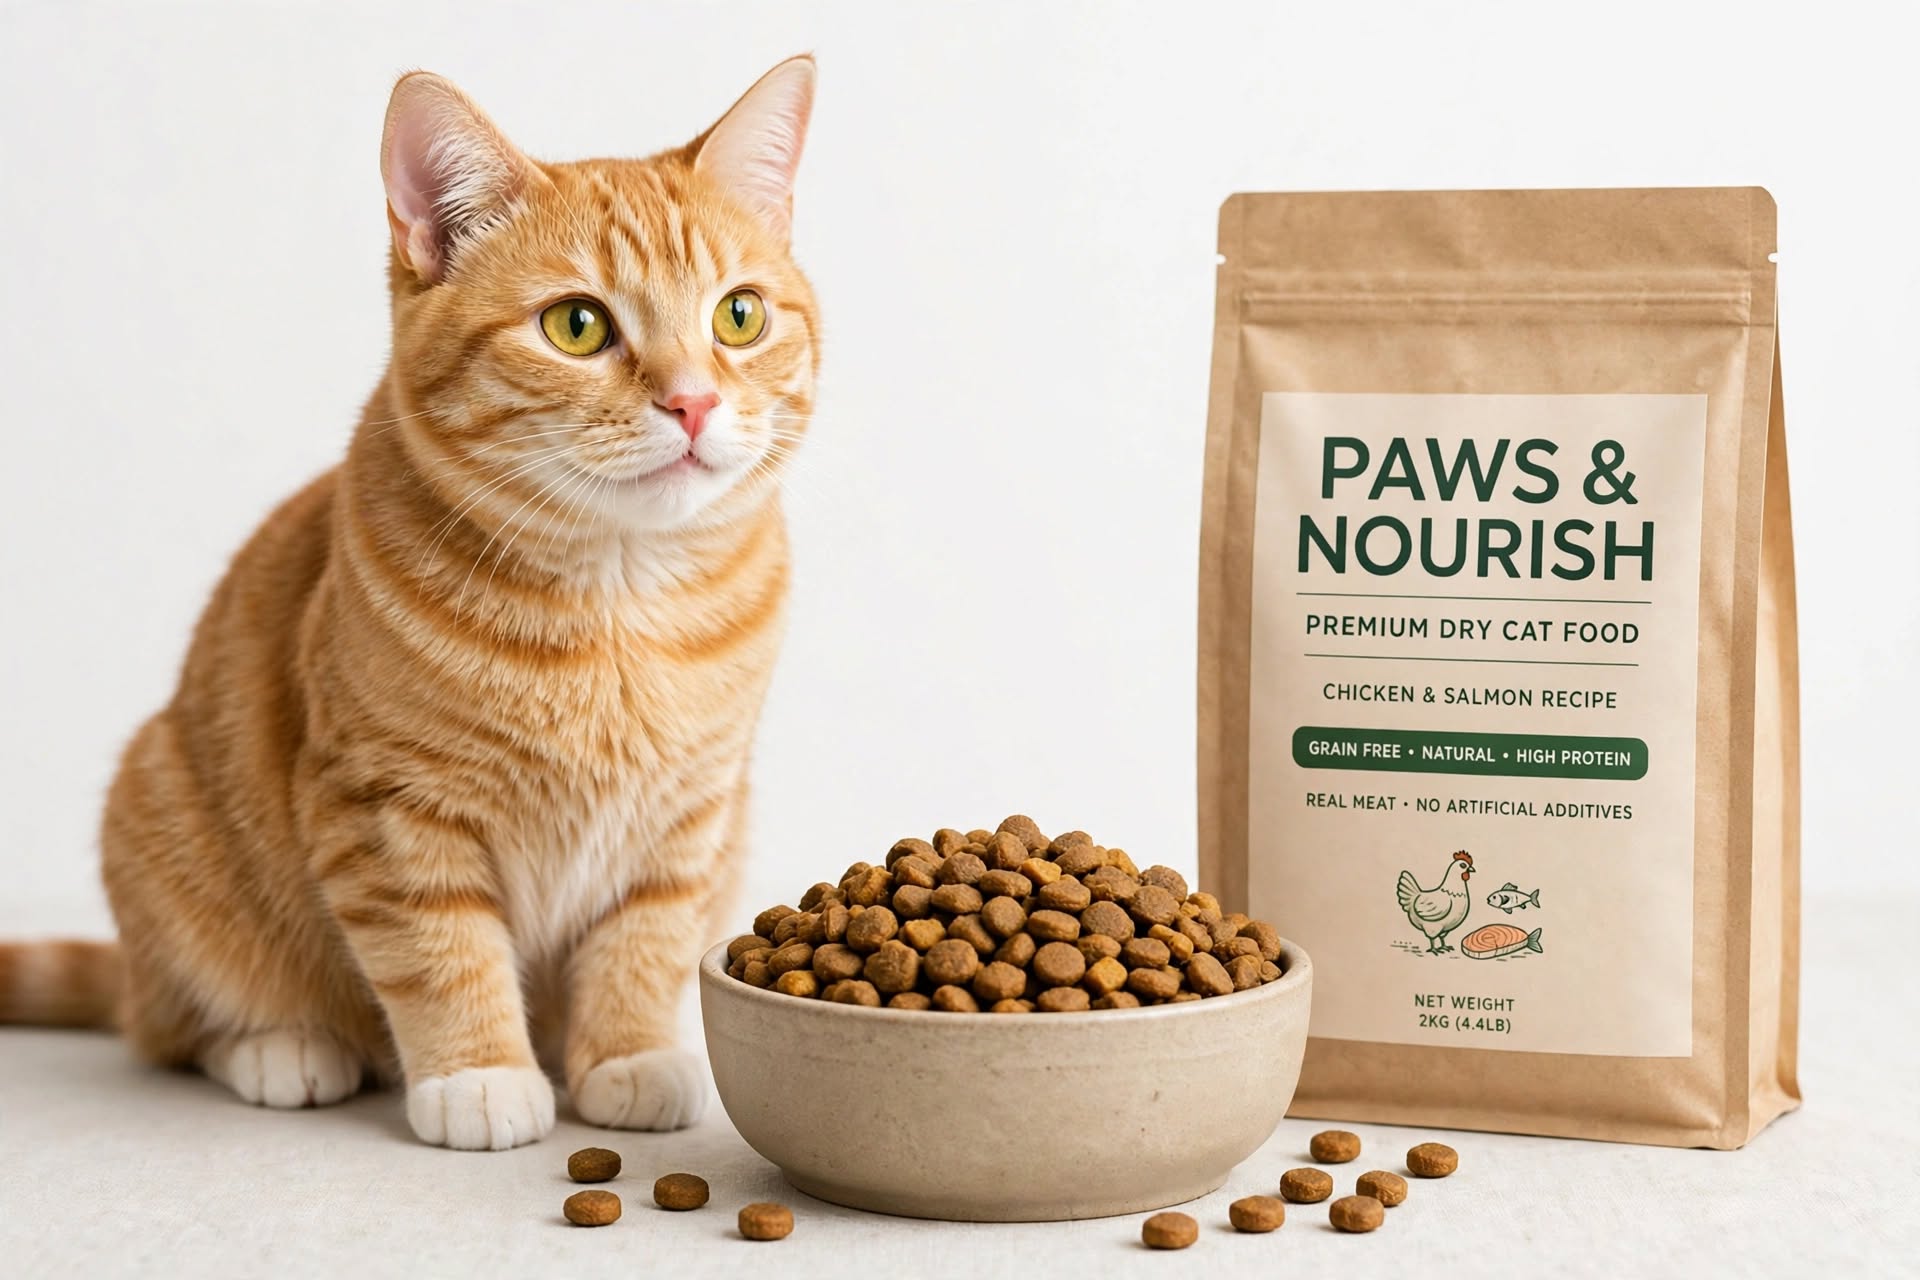 PAWS &
NOURISH
PREMIUM DRY CAT FOOD
CHICKEN & SALMON RECIPE
GRAIN FREE • NATURAL • HIGH PROTEIN
REAL MEAT • NO ARTIFICIAL ADDITIVES
NET WEIGHT
2KG (4.4LB)